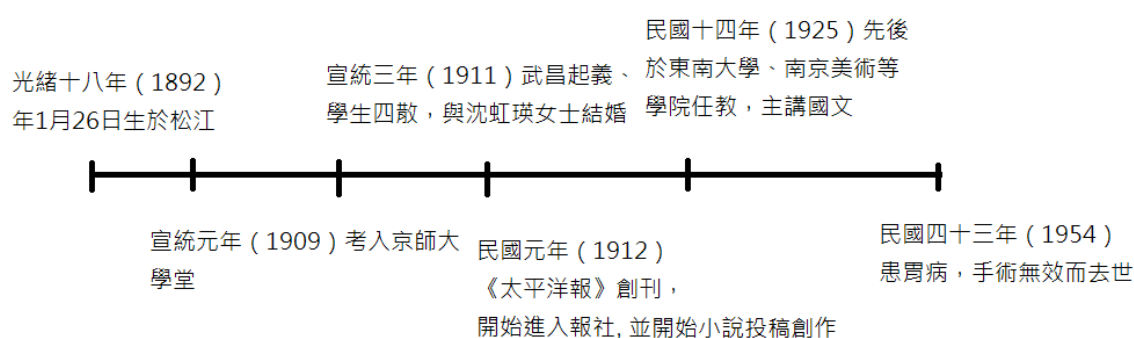 光緒十八年（1892）
年1月26日生於松江
宣統元年（1909）考入京師大
學堂
宣統三年（1911）武昌起義、
學生四散，與沈虹瑛女士結婚
民國元年（1912）
《太平洋報》創刊，
開始進入報社, 並開始小說投稿創作
民國十四年（1925）先後
於東南大學、南京美術等
學院任教，主講國文
民國四十三年（1954）
患胃病，手術無效而去世